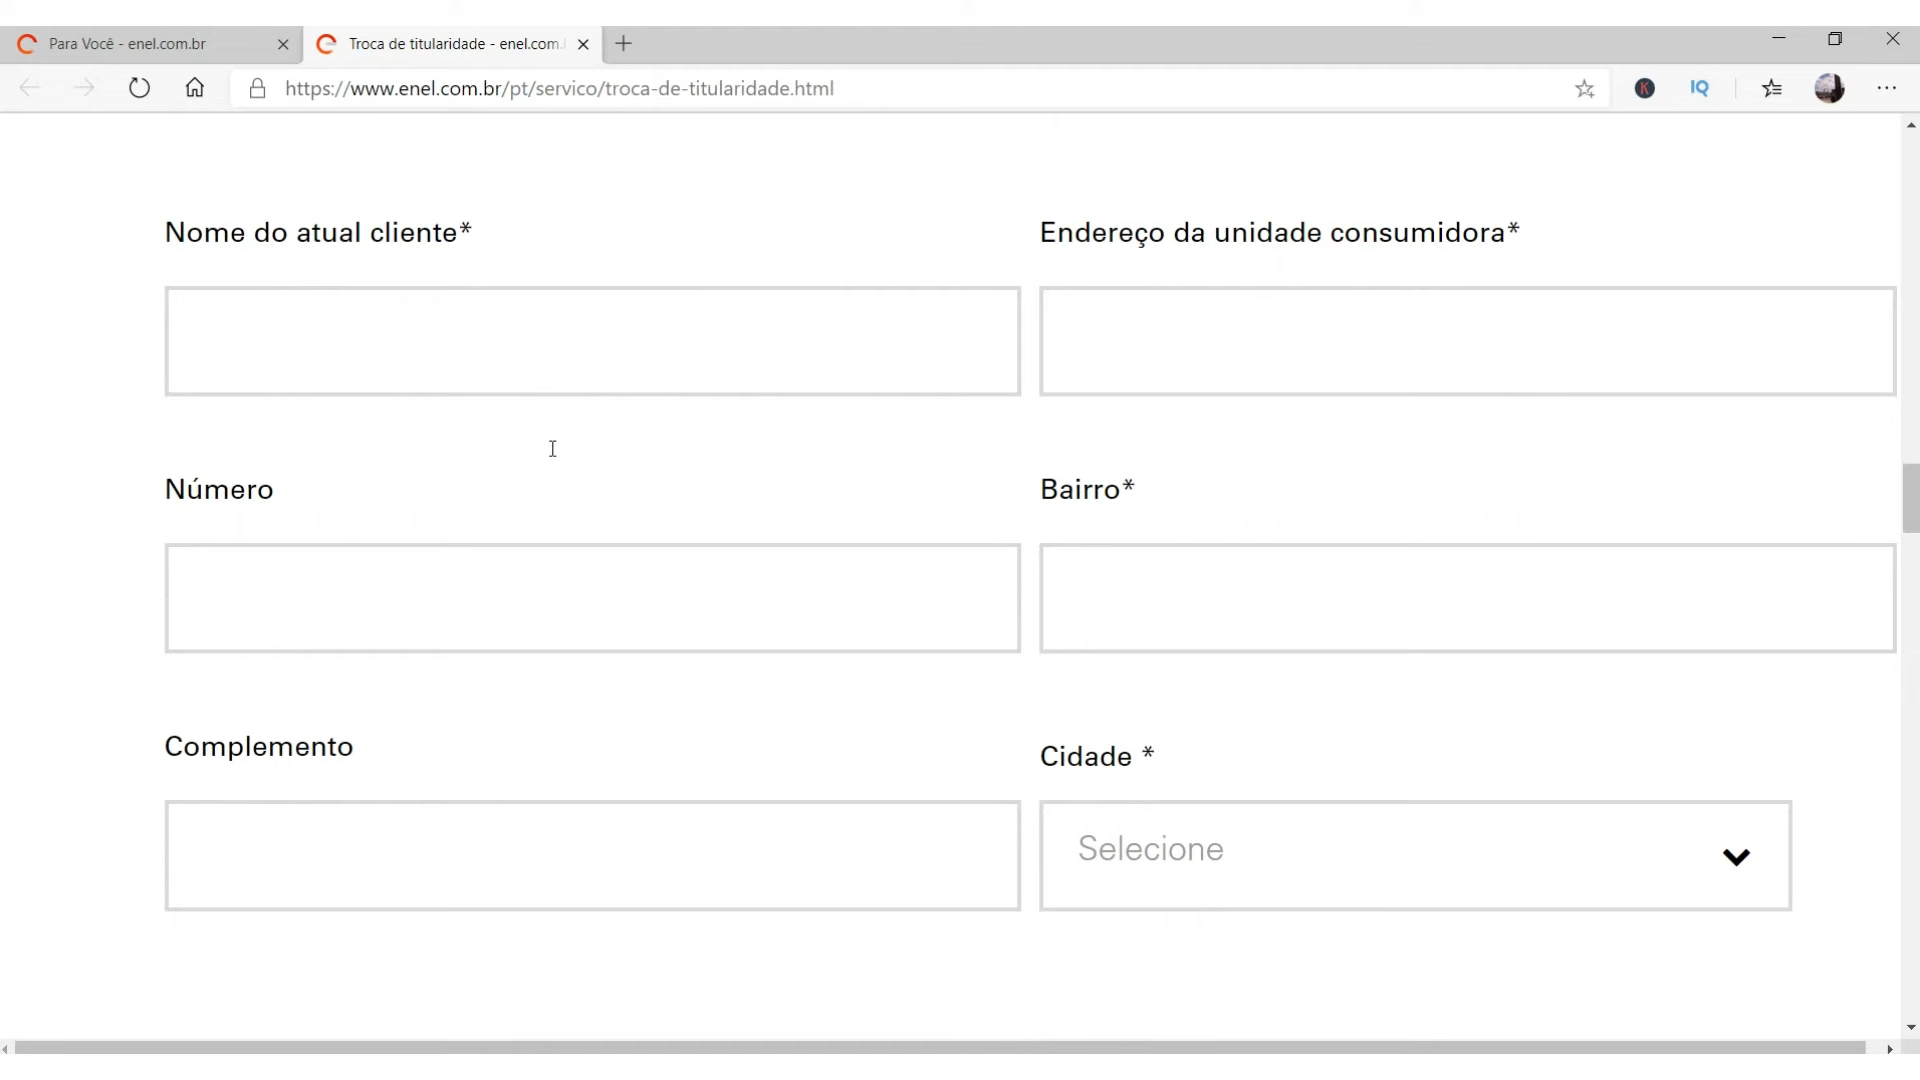 Para Você - enel.com.br
Troca de titularidade - enel.com.
https://www.enel.com.br/pt/servico/troca-de-titularidade.html
K
IQ
Nome do atual cliente*
Endereço da unidade consumidora*
Número
Bairro*
Complemento
Cidade *
Selecione